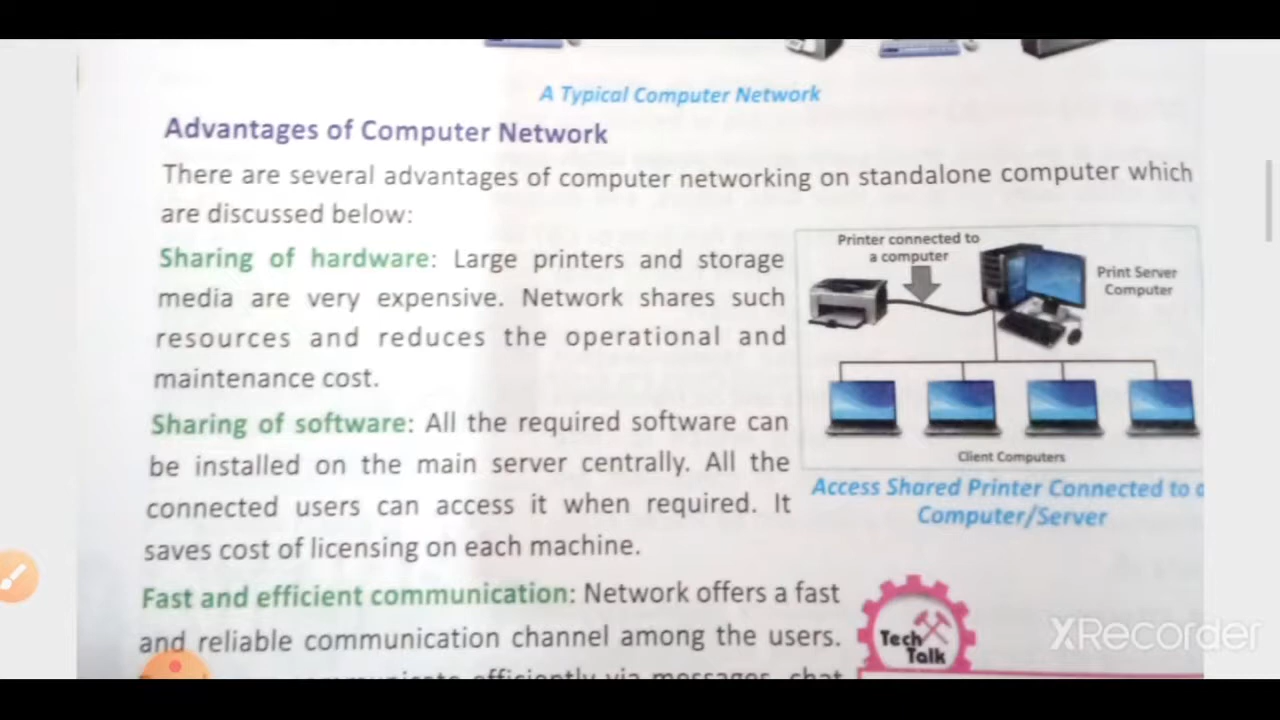 A Typical Computer Network
Advantages of Computer Network
There are several advantages of computer networking on standalone computer which
are discussed below:
Sharing of hardware: Large printers and storage
media are very expensive. Network shares such
resources and reduces the operational and
maintenance cost.
Sharing of software: All the required software can
be installed on the main server centrally. All the
connected users can access it when required. It
saves cost of licensing on each machine.
Fast and efficient communication: Network offers a fast
and reliable communication channel among the users.
communicate efficiently via messages, chat
Printer connected to
a computer
Print Server
Computer
Client Computers
Access Shared Printer Connected to a
Computer/Server
Tech
Talk
XRecorder